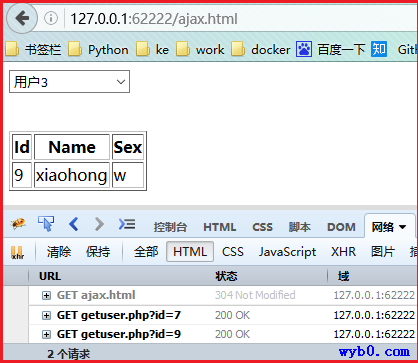 127.0.0.1:62222/ajax.html
书签栏 Python ke work docker 百度一下 知 Gith
用户3
Id Name Sex
9 xiaohong w
控制台 HTML CSS 脚本 DOM 网络
xhr 清除 保持 全部 HTML CSS JavaScript XHR 图片 插
URL 状态 域
GET ajax.html 304 Not Modified 127.0.0.1:62222
GET getuser.php?id=7 200 OK 127.0.0.1:62222
GET getuser.php?id=9 200 OK 127.0.0.1:62222
2 个请求
wyb0.com